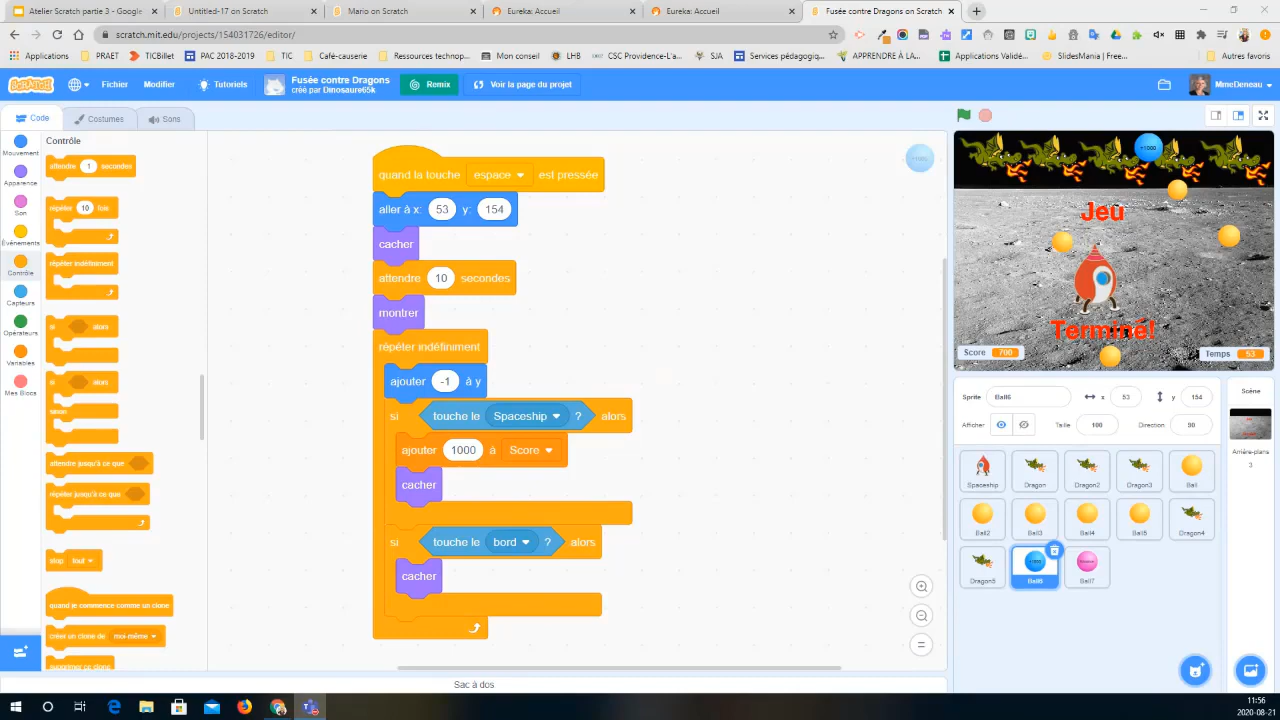 Atelier Scratch partie 3 - Google
Untitled-17 on Scratch
Mario on Scratch
Eureka: Accueil
Eureka: Accueil
Fusée contre Dragons on Scratch
scratch.mit.edu/projects/154031726/editor/
Applications
PRAET
TICBillet
PAC 2018-2019
TIC
Café-causerie
Ressources technop...
Mon conseil
LHB
CSC Providence-L'a...
SJA
Services pédagogiq...
APPRENDRE À LA...
Applications Validé...
SlidesMania | Free...
Autres favoris
SCRATCH
Fichier
Modifier
Tutoriels
Fusée contre Dragons
créé par Dinosaure65k
Remix
Voir la page du projet
MmeDeneau
Code
Costumes
Sons
Mouvement
Apparence
Son
Événements
Contrôle
Capteurs
Opérateurs
Variables
Mes Blocs
Contrôle
attendre 1 secondes
répéter 10 fois
répéter indéfiniment
si alors
si alors
sinon
attendre jusqu'à ce que
répéter jusqu'à ce que
stop tout
quand je commence comme un clone
créer un clone de moi-même
supprimer ce clone
quand la touche espace est pressée
aller à x: 53 y: 154
cacher
attendre 10 secondes
montrer
répéter indéfiniment
ajouter -1 à y
si touche le Spaceship ? alors
ajouter 1000 à Score
cacher
si touche le bord ? alors
cacher
+1000
+1000
Jeu
Terminé!
Score 700
Temps 53
Sprite Ball6 x 53 y 154
Afficher Taille 100 Direction 90
Spaceship
Dragon
Dragon2
Dragon3
Ball
Ball2
Ball3
Ball4
Ball5
Dragon4
Dragon5
+1000
Ball6
Ball7
Scène
Arrière-plans
3
Sac à dos
11:56
2020-08-21